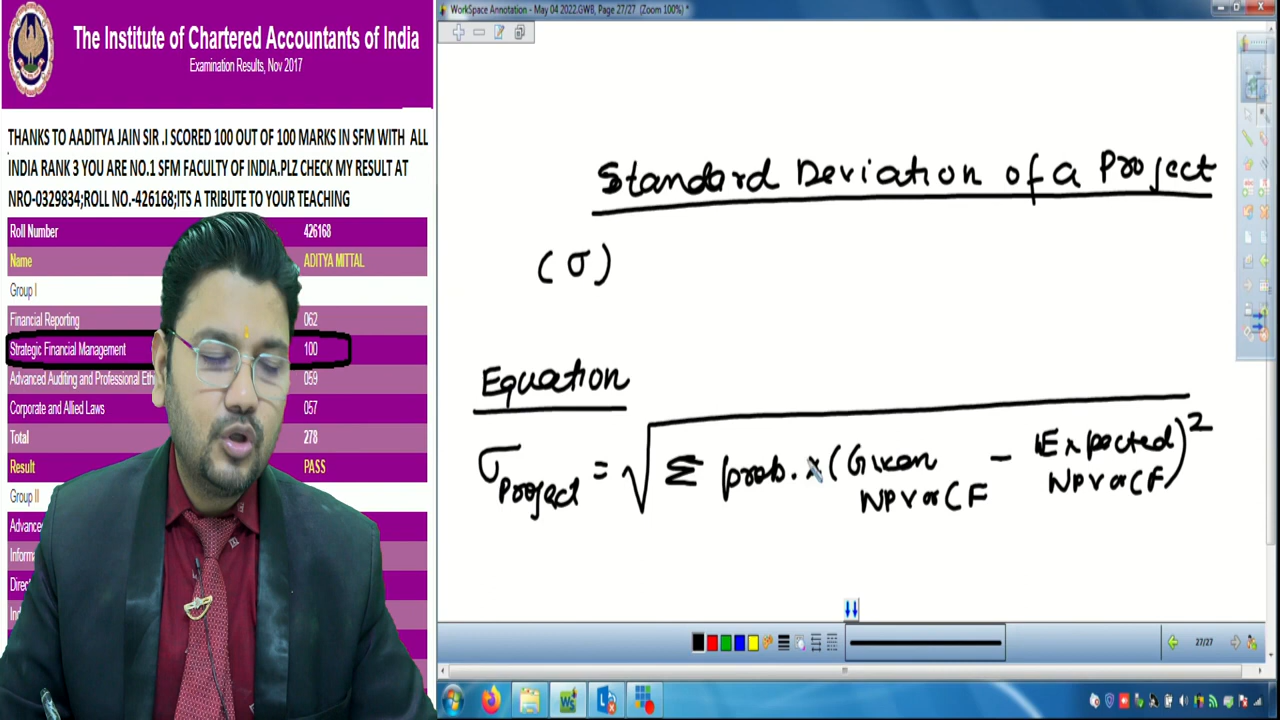 The Institute of Chartered Accountants of India
Examination Results, Nov 2017
THANKS TO AADITYA JAIN SIR .I SCORED 100 OUT OF 100 MARKS IN SFM WITH ALL
INDIA RANK 3 YOU ARE NO.1 SFM FACULTY OF INDIA.PLZ CHECK MY RESULT AT
NRO-0329834;ROLL NO.-426168;ITS A TRIBUTE TO YOUR TEACHING
Roll Number 426168
Name ADITYA MITTAL
Group I
Financial Reporting 062
Strategic Financial Management 100
Advanced Auditing and Professional Eth 059
Corporate and Allied Laws 057
Total 278
Result PASS
Group II
Advanced
Inform
Direc
Ind
WorkSpace Annotation - May 04 2022.GWB, Page 27/27 (Zoom 100%) *
Standard Deviation of a Project
(σ)
Equation
σ Project = √ Σ prob. x (Given NPV or CF - Expected NPV or CF)²
27/27